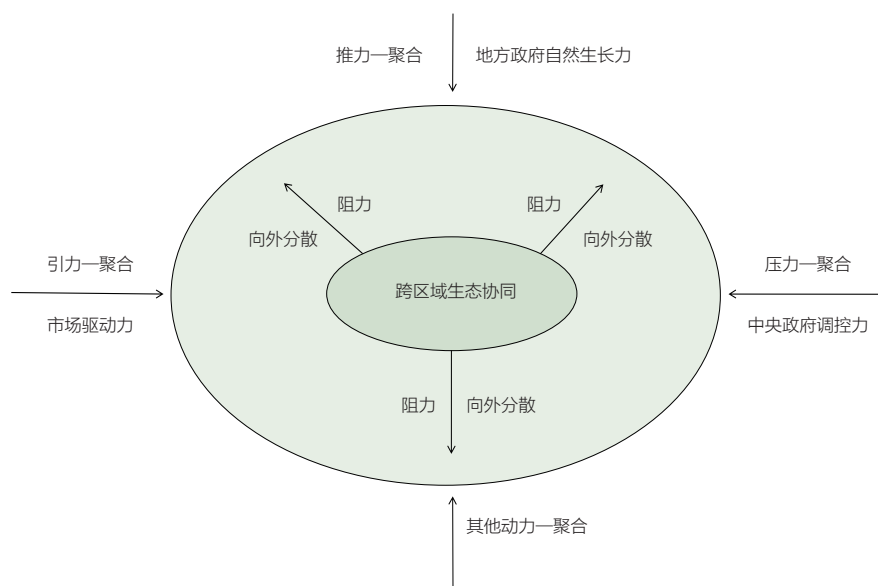 推力—聚合
地方政府自然生长力
阻力
向外分散
阻力
向外分散
引力—聚合
市场驱动力
跨区域生态协同
压力—聚合
中央政府调控力
阻力
向外分散
其他动力—聚合